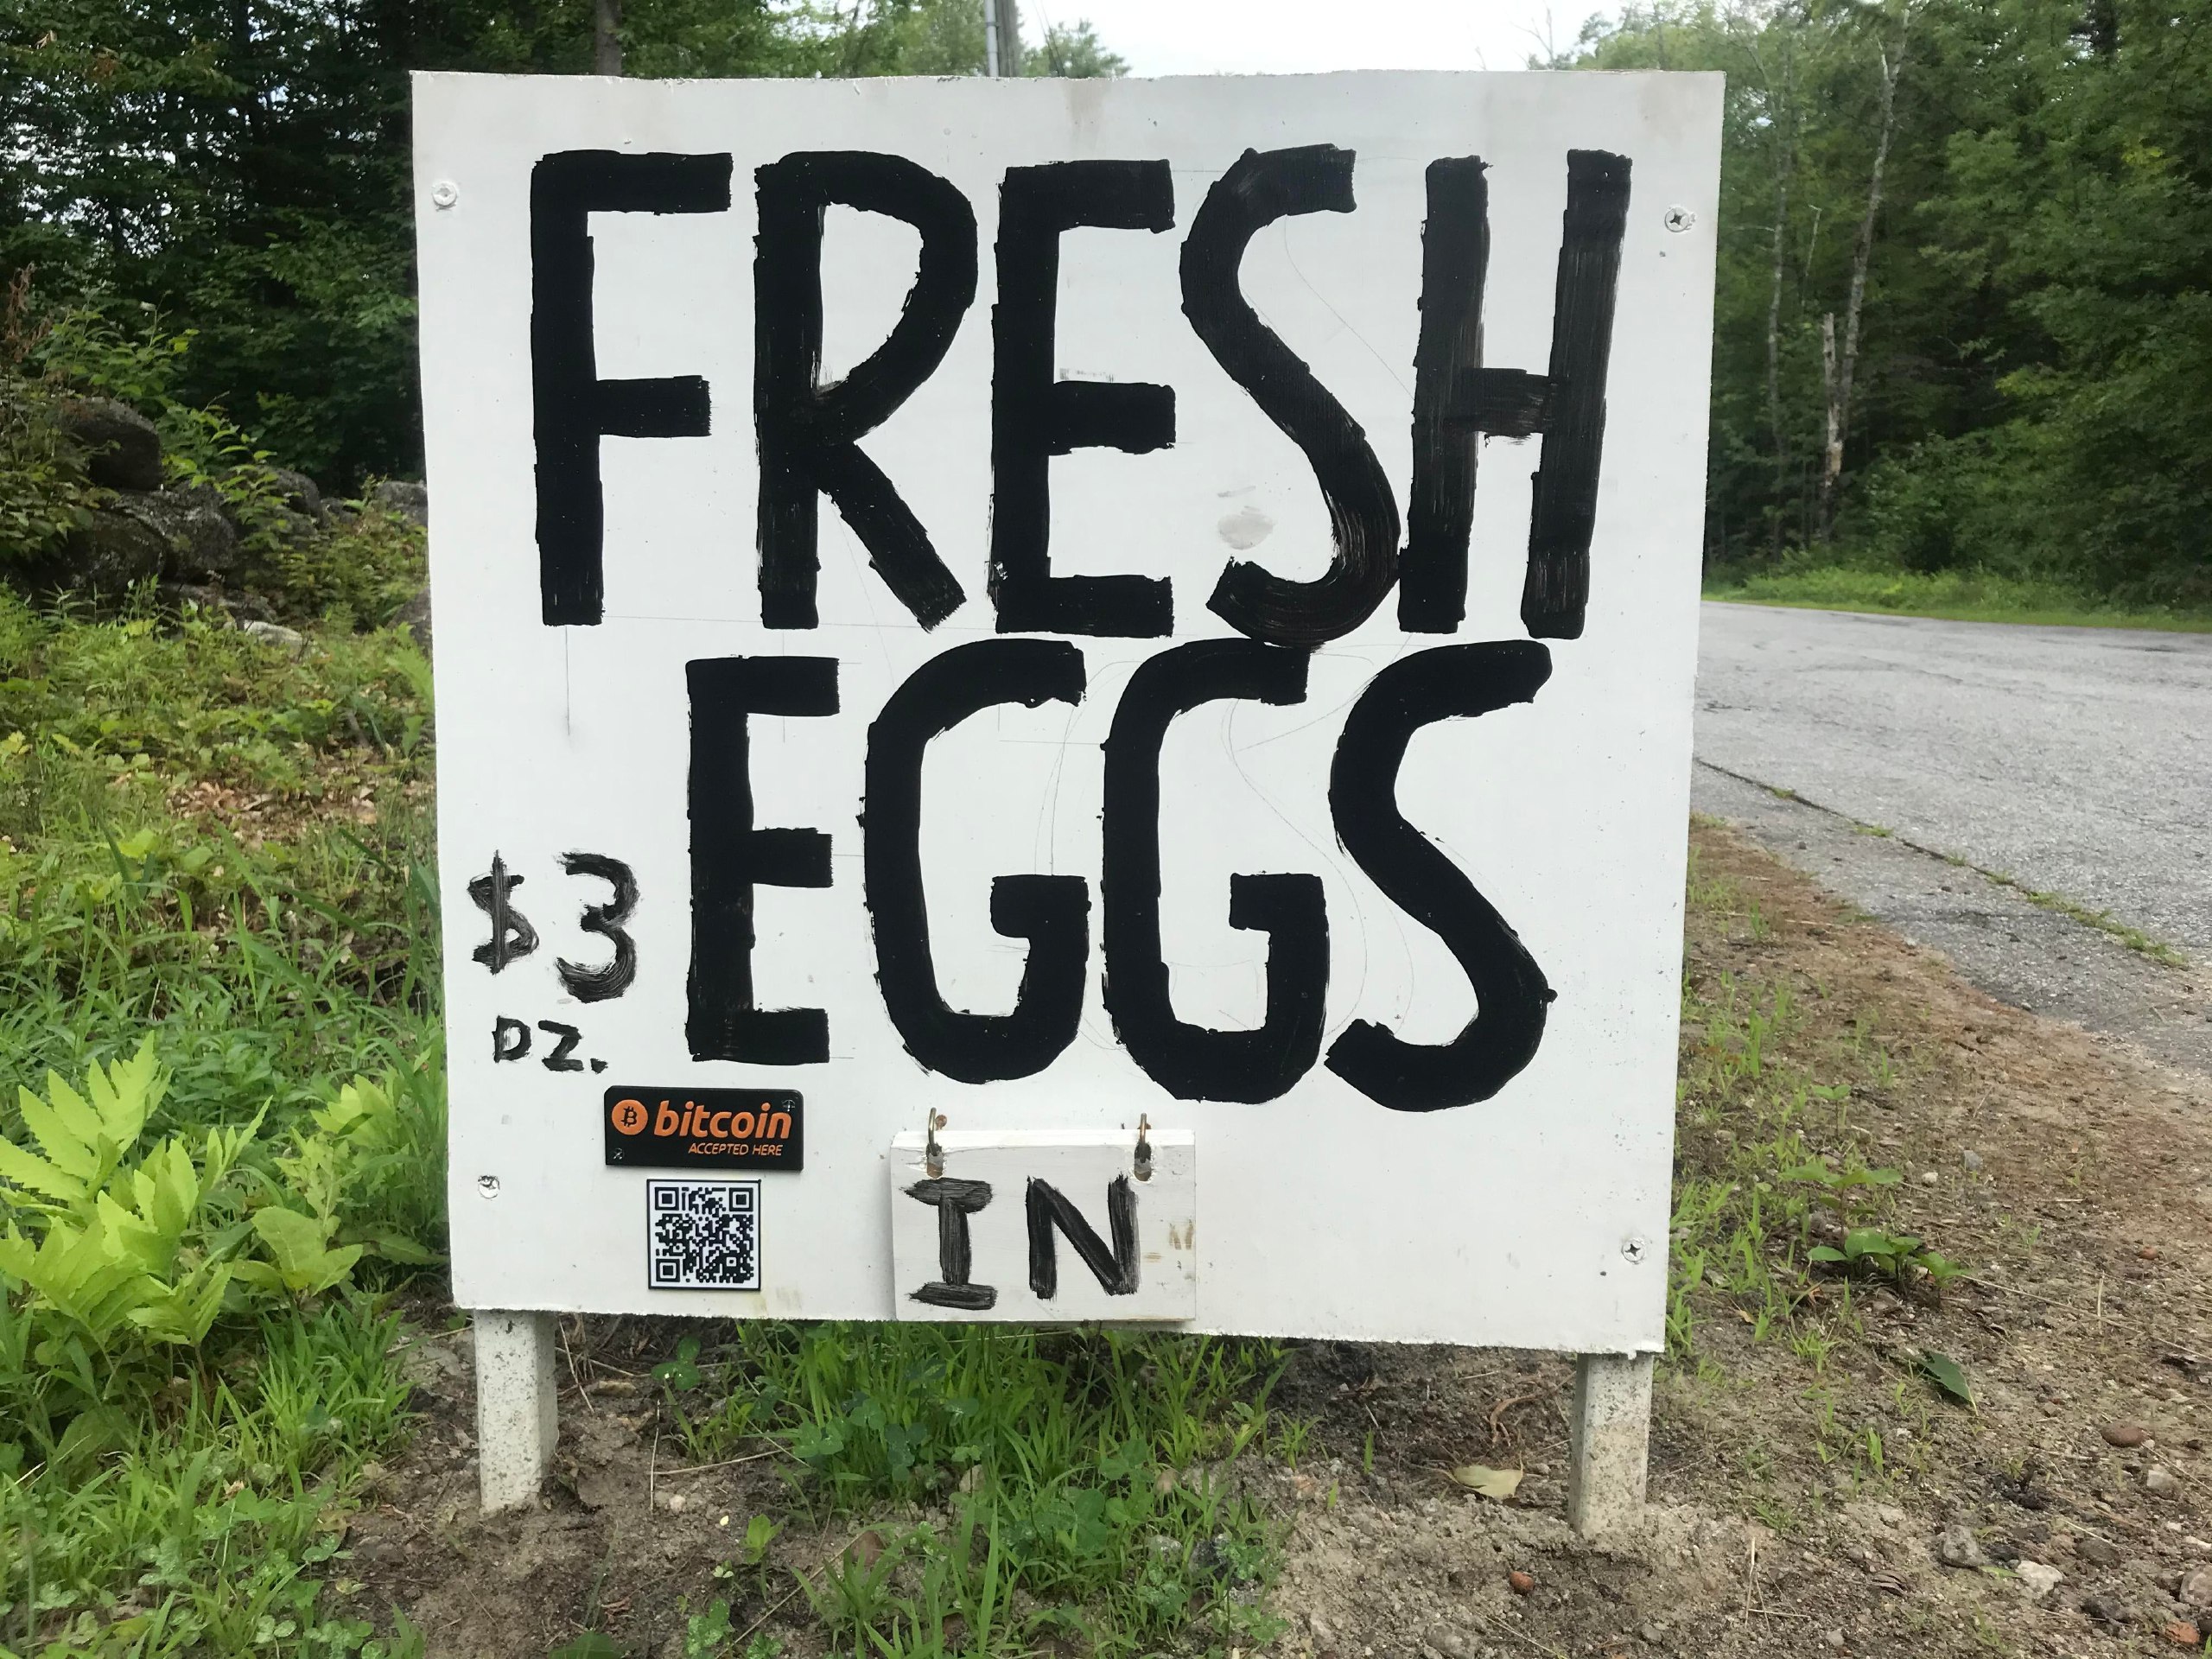 FRESH
EGGS
$3
DZ.
bitcoin
ACCEPTED HERE
IN